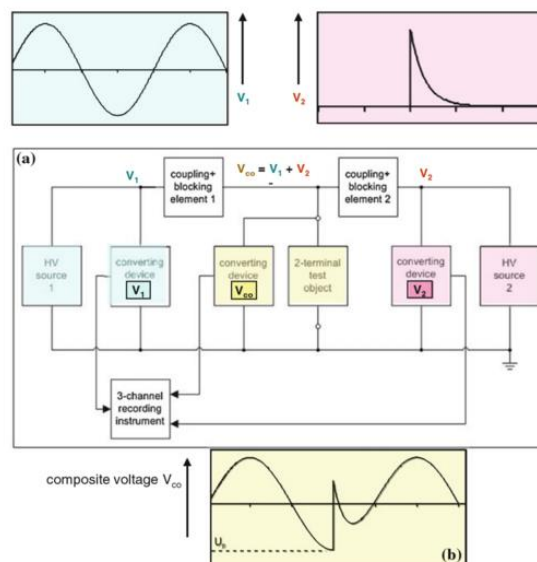 V1
V2
(a)
V1
coupling+
blocking
element 1
Vco = V1 + V2
-
coupling+
blocking
element 2
V2
HV
source
1
converting
device
V1
converting
device
Vco
2-terminal
test
object
converting
device
V2
HV
source
2
3-channel
recording
instrument
composite voltage Vco
(b)